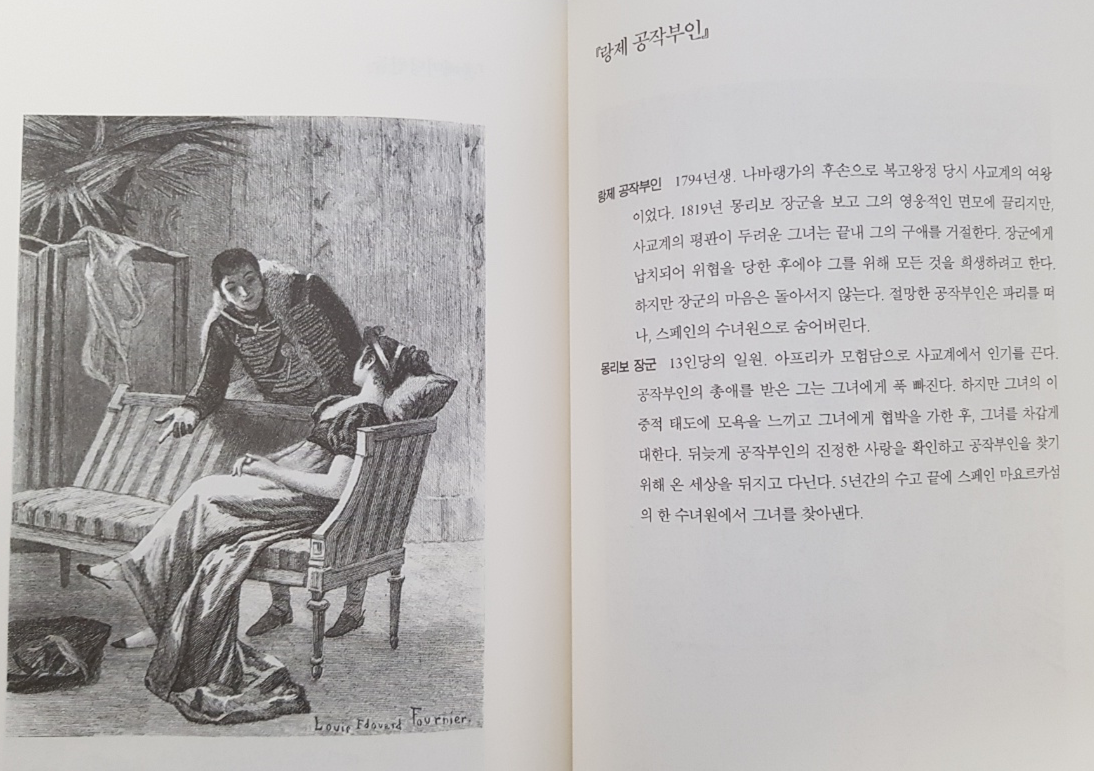 Louis Edouard Fournier.
『랑제 공작부인』
랑제 공작부인 1794년생. 나바랭가의 후손으로 복고왕정 당시 사교계의 여왕
이었다. 1819년 몽리보 장군을 보고 그의 영웅적인 면모에 끌리지만,
사교계의 평판이 두려운 그녀는 끝내 그의 구애를 거절한다. 장군에게
납치되어 위협을 당한 후에야 그를 위해 모든 것을 희생하려고 한다.
하지만 장군의 마음은 돌아서지 않는다. 절망한 공작부인은 파리를 떠
나, 스페인의 수녀원으로 숨어버린다.
몽리보 장군 13인당의 일원. 아프리카 모험담으로 사교계에서 인기를 끈다.
공작부인의 총애를 받은 그는 그녀에게 푹 빠진다. 하지만 그녀의 이
중적 태도에 모욕을 느끼고 그녀에게 협박을 가한 후, 그녀를 차갑게
대한다. 뒤늦게 공작부인의 진정한 사랑을 확인하고 공작부인을 찾기
위해 온 세상을 뒤지고 다닌다. 5년간의 수고 끝에 스페인 마요르카섬
의 한 수녀원에서 그녀를 찾아낸다.